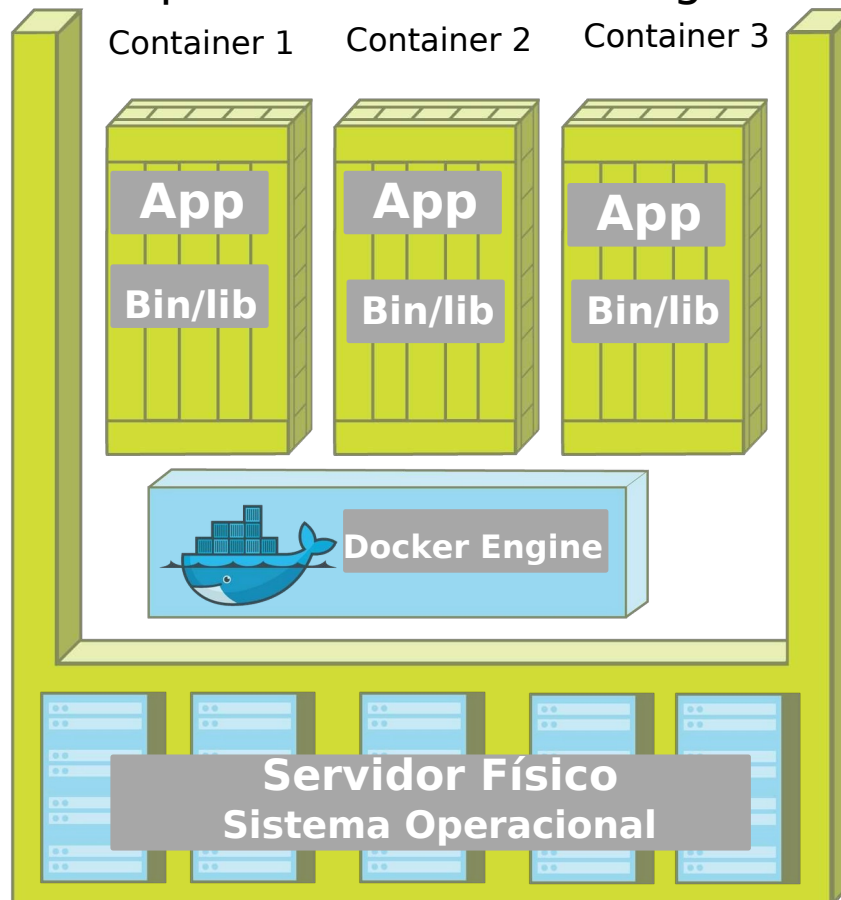 Container 1
Container 2
Container 3
App
App
App
Bin/lib
Bin/lib
Bin/lib
Docker Engine
Servidor Físico
Sistema Operacional